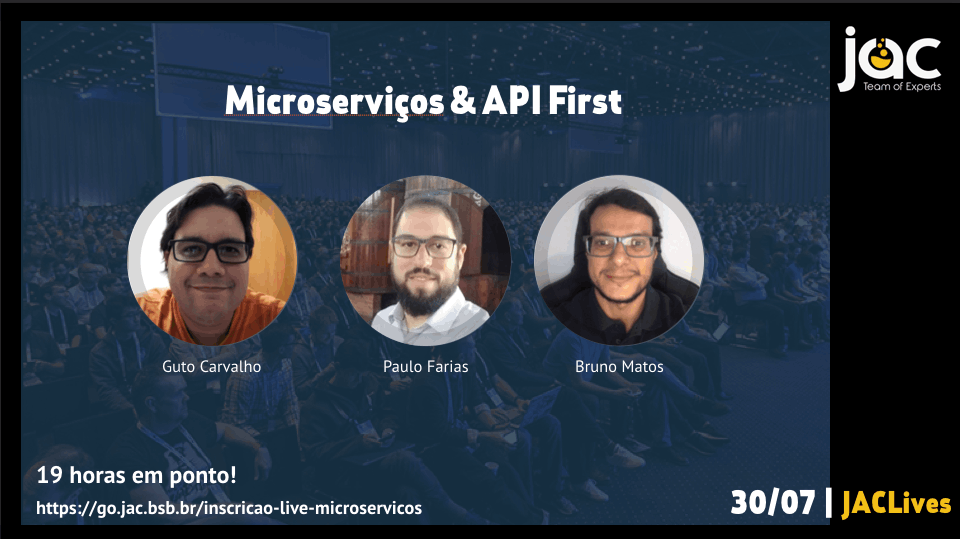 jac
Team of Experts
Microserviços & API First
Guto Carvalho
Paulo Farias
Bruno Matos
19 horas em ponto!
https://go.jac.bsb.br/inscricao-live-microservicos
30/07 | JACLives